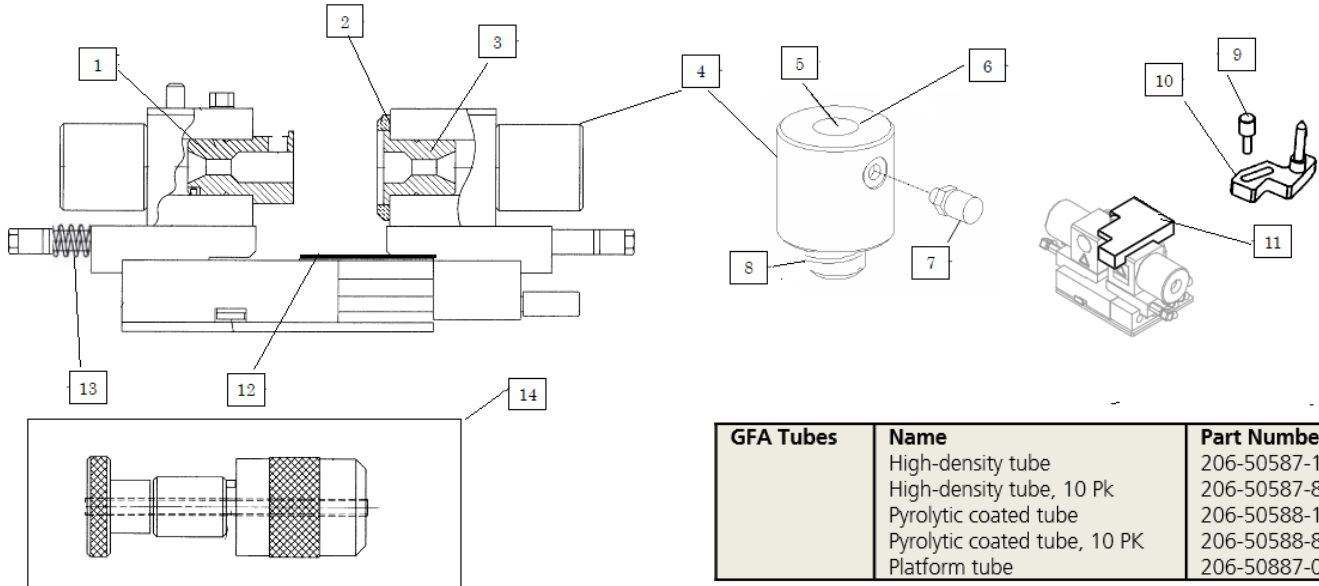 1
2
3
4
5
6
7
8
9
10
11
12
13
14
GFA Tubes Name Part Numbe
High-density tube 206-50587-1
High-density tube, 10 Pk 206-50587-8
Pyrolytic coated tube 206-50588-1
Pyrolytic coated tube, 10 PK 206-50588-8
Platform tube 206-50887-0